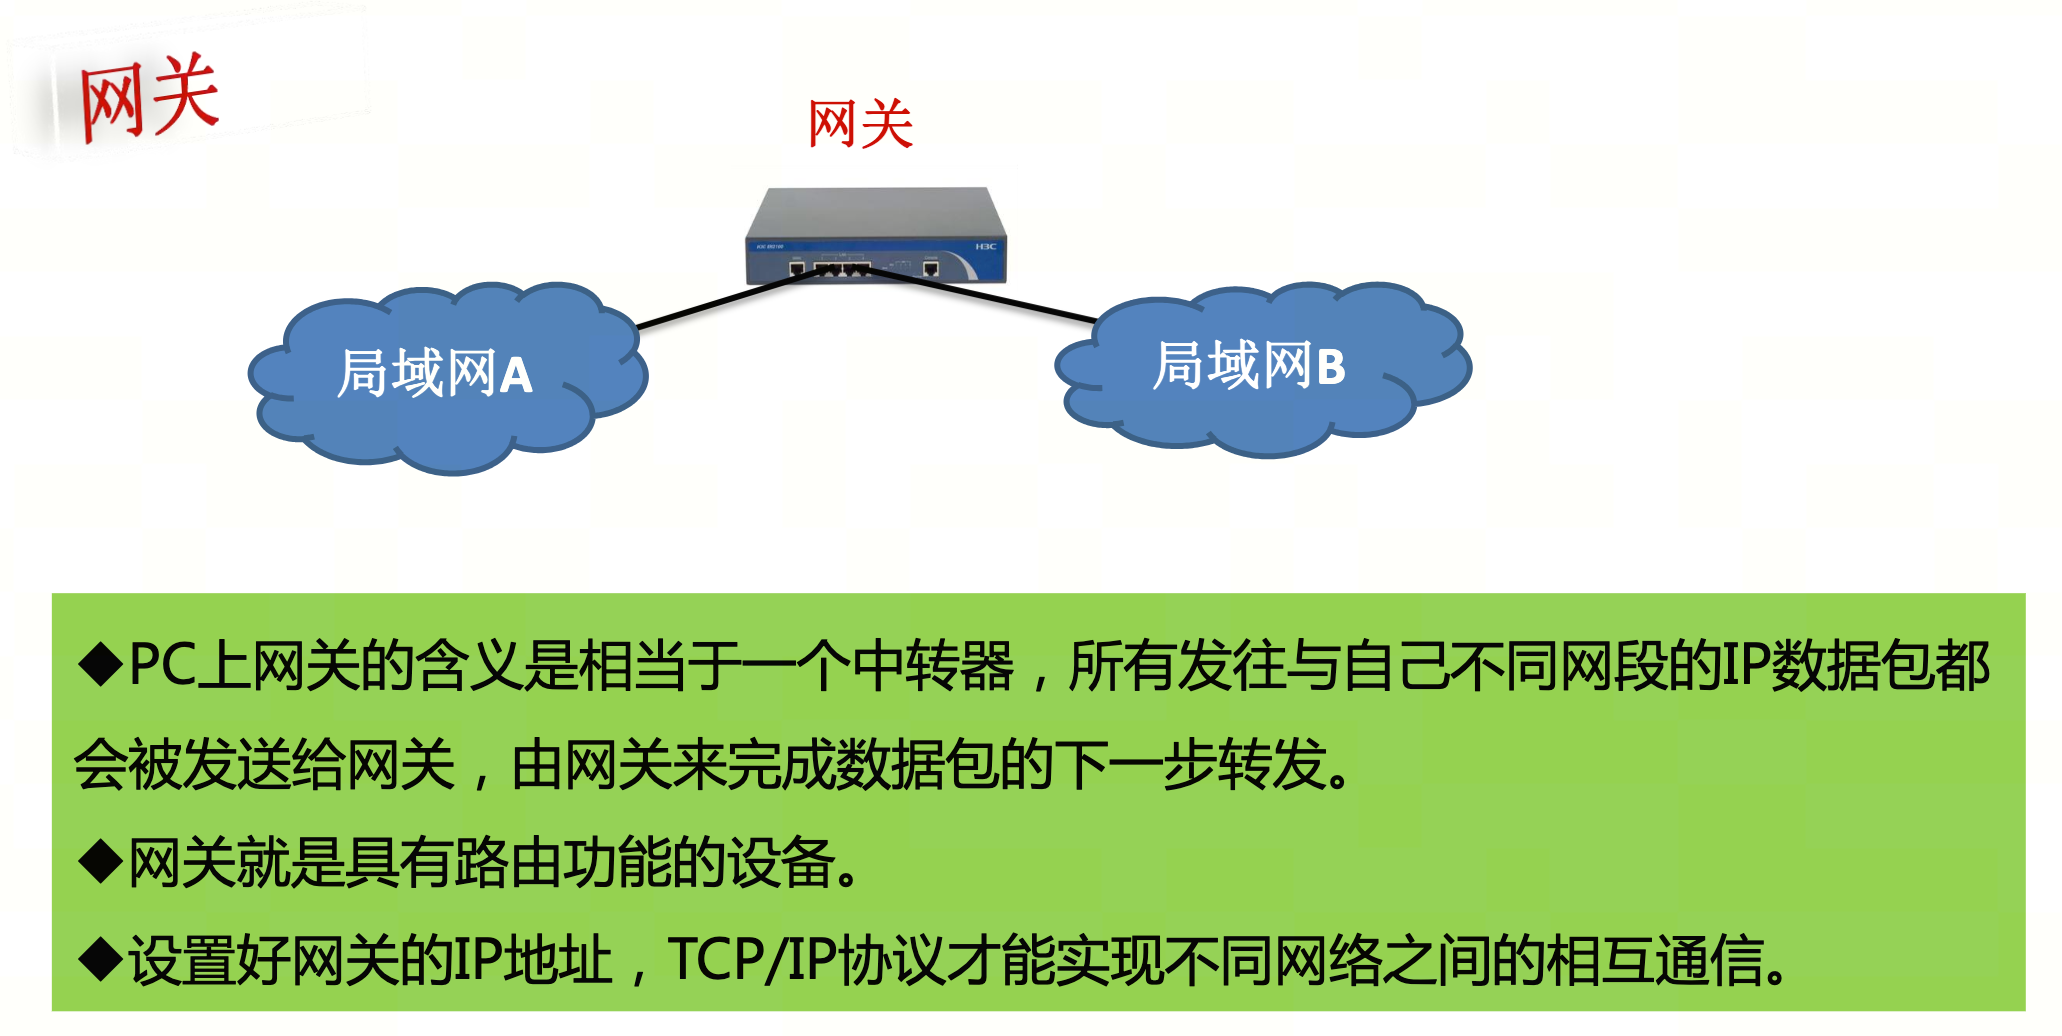 网关
网关
H3C
局域网A
局域网B
◆PC上网关的含义是相当于一个中转器，所有发往与自己不同网段的IP数据包都
会被发送给网关，由网关来完成数据包的下一步转发。
◆网关就是具有路由功能的设备。
◆设置好网关的IP地址，TCP/IP协议才能实现不同网络之间的相互通信。